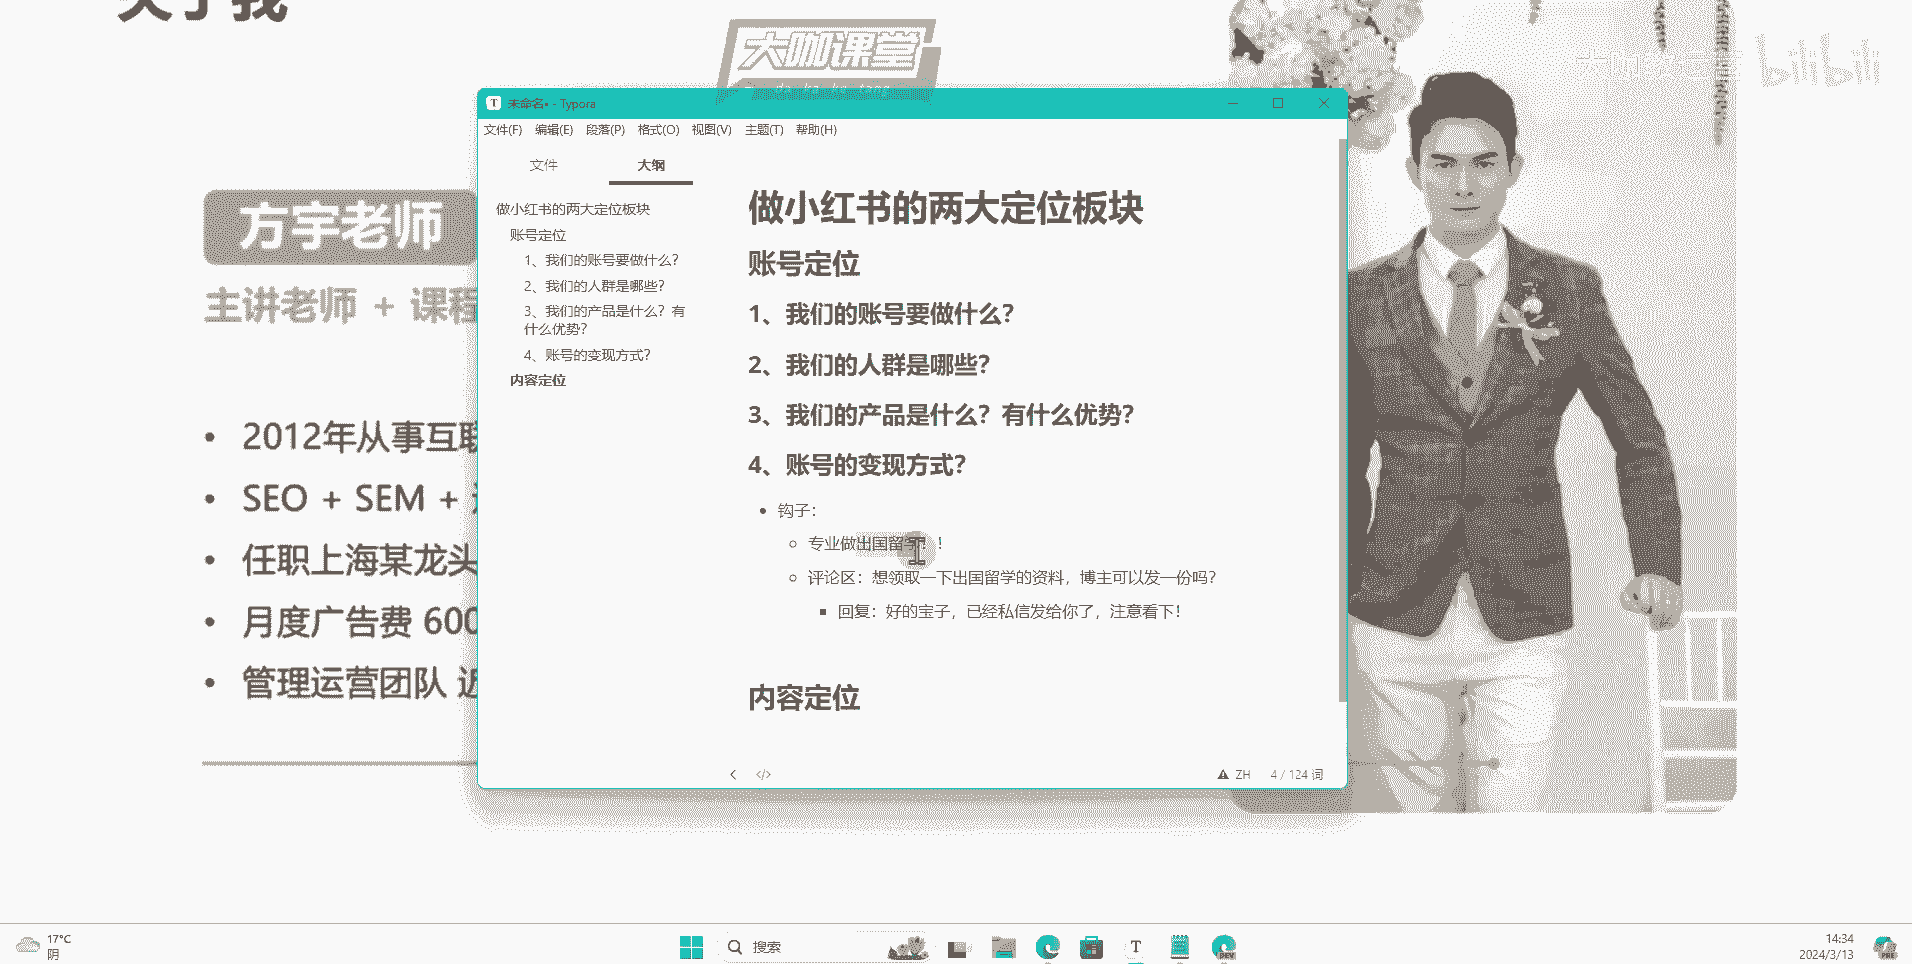 关于我
大咖课堂
bilibili
未命名• - Typora
文件(F) 编辑(E) 段落(P) 格式(O) 视图(V) 主题(T) 帮助(H)
文件 大纲
做小红书的两大定位板块
账号定位
1、我们的账号要做什么？
2、我们的人群是哪些？
3、我们的产品是什么？有
什么优势？
4、账号的变现方式？
内容定位
做小红书的两大定位板块
账号定位
1、我们的账号要做什么？
2、我们的人群是哪些？
3、我们的产品是什么？有什么优势？
4、账号的变现方式？
钩子：
专业做出国留学！！
评论区：想领取一下出国留学的资料，博主可以发一份吗？
回复：好的宝子，已经私信发给你了，注意看下！
内容定位
ZH 4 / 124 词
方宇老师
主讲老师 + 课程
2012年从事互联
SEO + SEM +
任职上海某龙头
月度广告费 600
管理运营团队 近
17°C
阴
搜索
14:34
2024/3/13